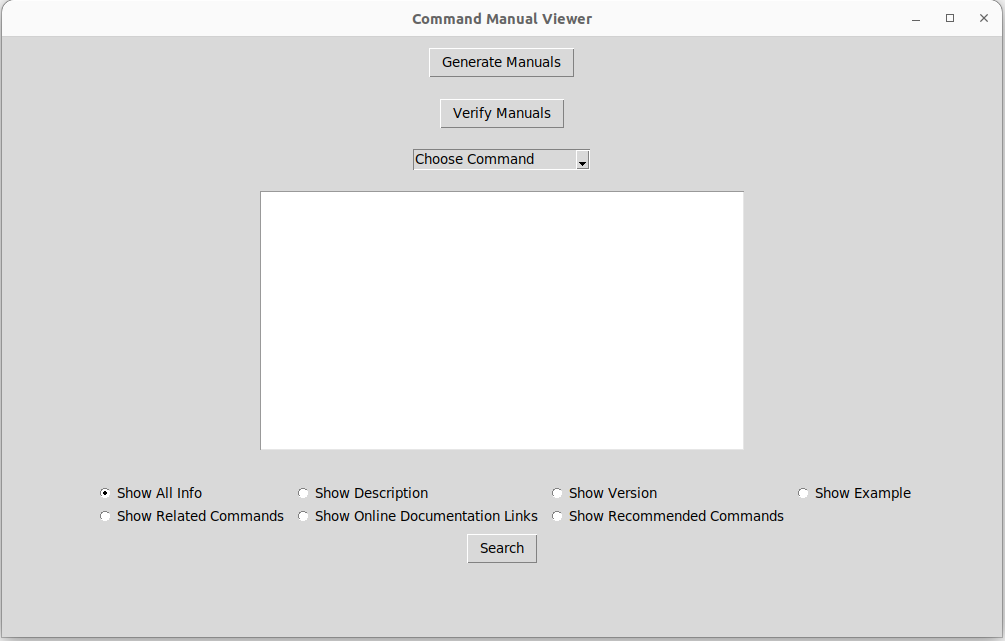 Command Manual Viewer
Generate Manuals
Verify Manuals
Choose Command
Show All Info Show Description Show Version Show Example
Show Related Commands Show Online Documentation Links Show Recommended Commands
Search